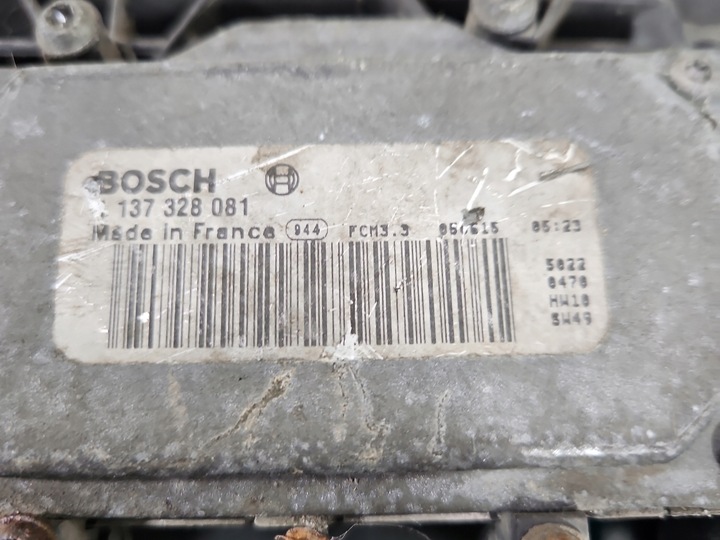 BOSCH
137 328 081
Made in France 944 FCM3.3 05:23
5022
0470
HW10
SW49